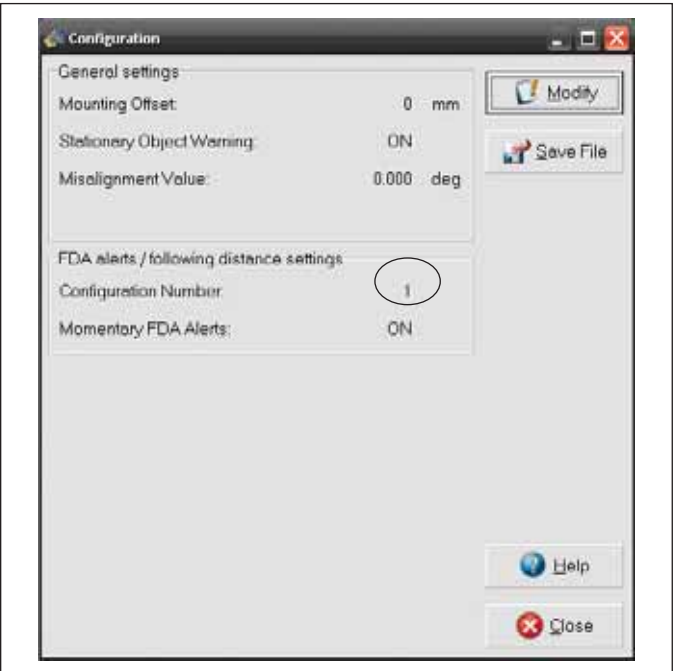 Configuration
General settings
Modify
Mounting Offset: 0 mm
Stationary Object Warning: ON
Save File
Misalignment Value: 0.000 deg
FDA alerts / following distance settings
Configuration Number: 1
Momentary FDA Alerts: ON
Help
Close